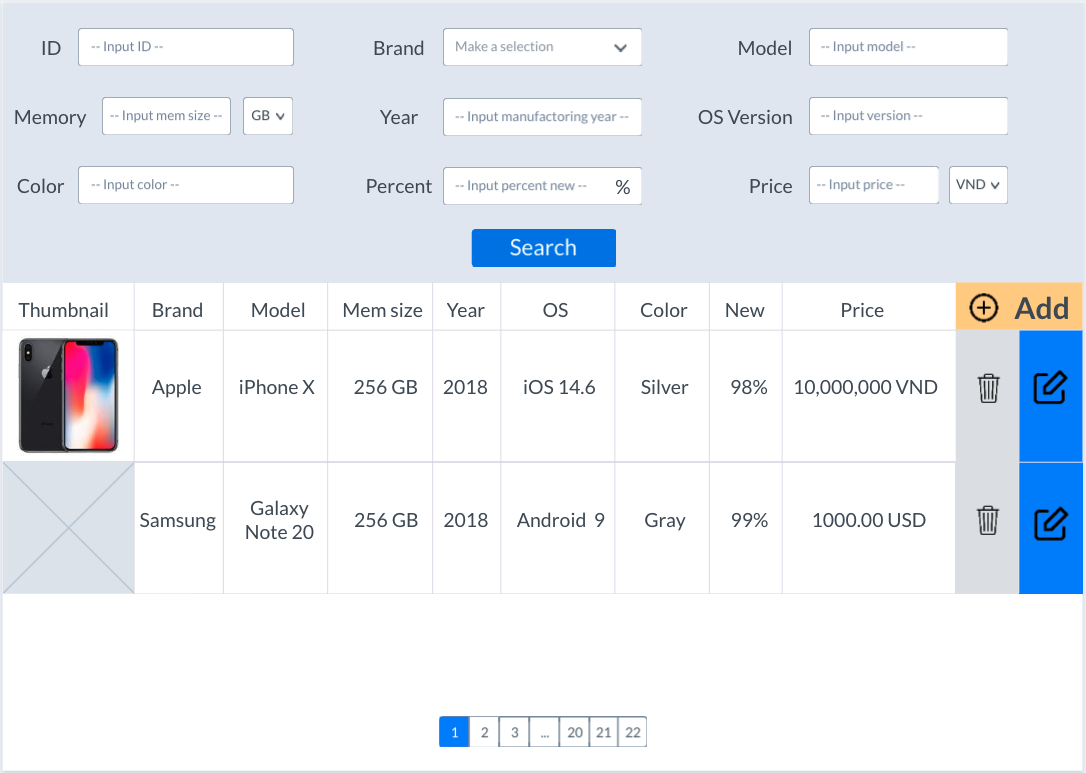 ID -- Input ID -- Brand Make a selection Model -- Input model --
Memory -- Input mem size -- GB Year -- Input manufactoring year -- OS Version -- Input version --
Color -- Input color -- Percent -- Input percent new -- % Price -- Input price -- VND
Search
Thumbnail Brand Model Mem size Year OS Color New Price Add
Apple iPhone X 256 GB 2018 iOS 14.6 Silver 98% 10,000,000 VND
Samsung Galaxy Note 20 256 GB 2018 Android 9 Gray 99% 1000.00 USD
1 2 3 ... 20 21 22